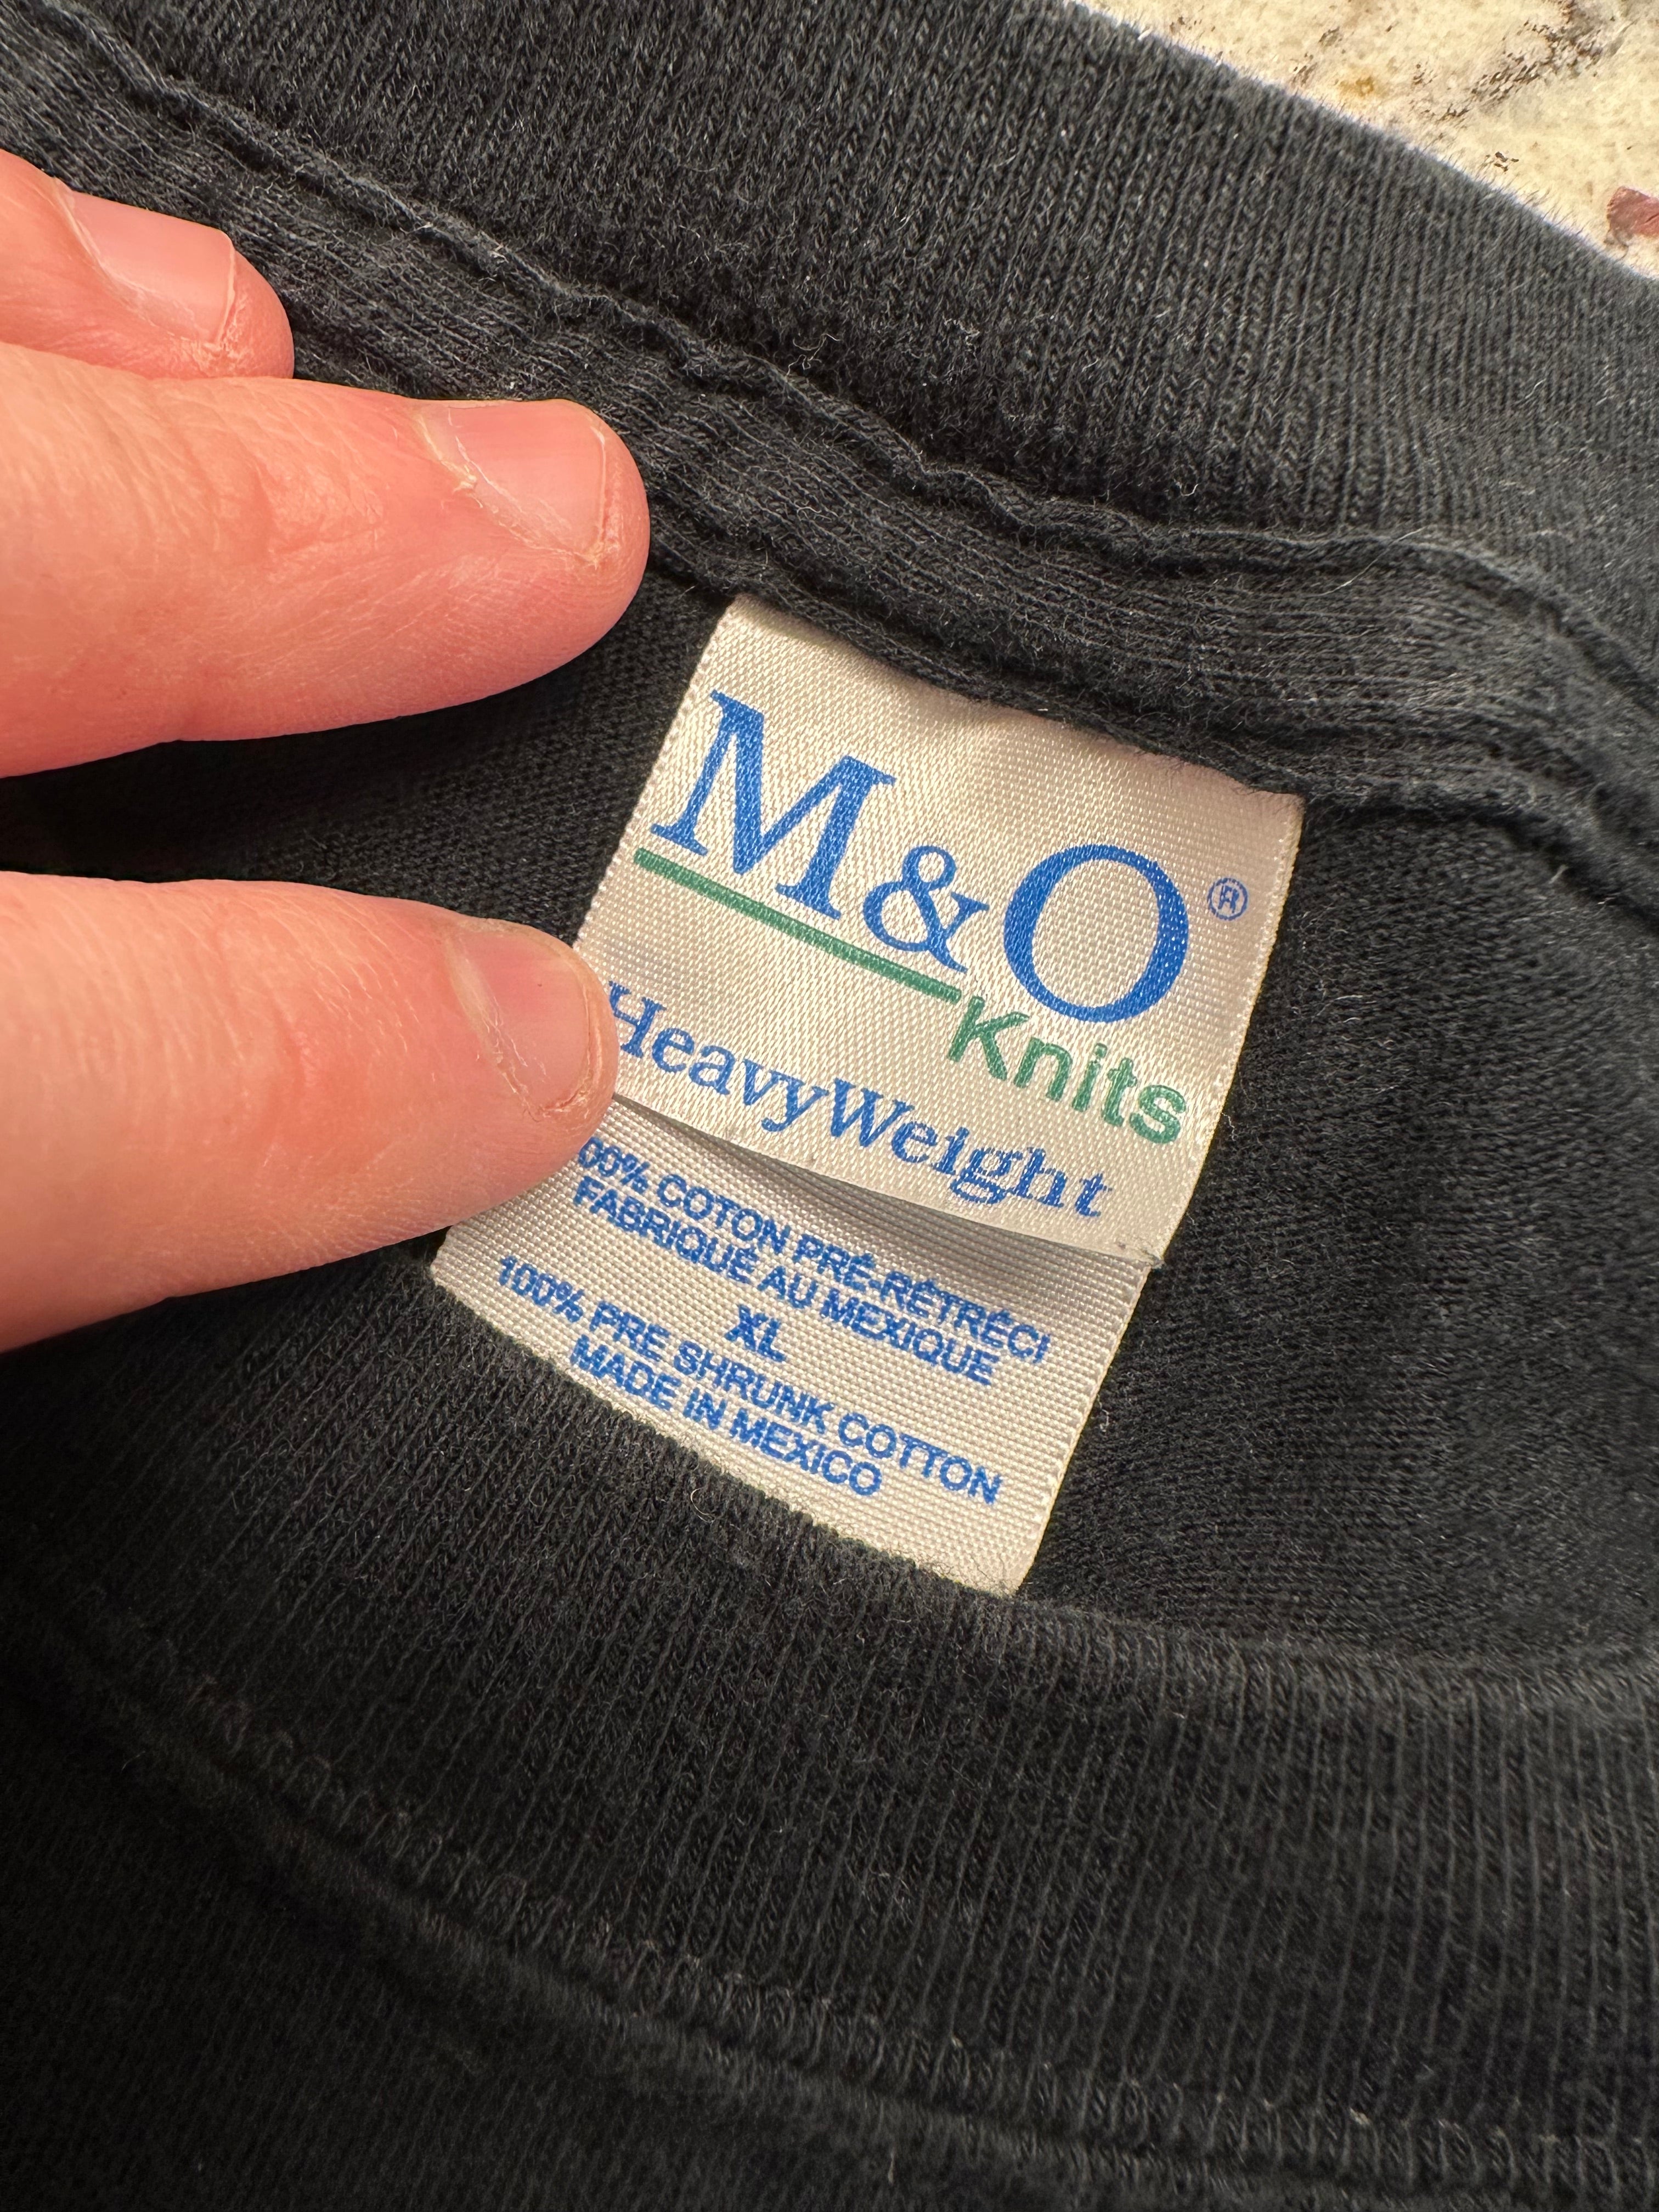 M&O®
Knits
HeavyWeight
00% COTON PRÉ-RÉTRÉCI
FABRIQUÉ AU MEXIQUE
XL
100% PRE SHRUNK COTTON
MADE IN MEXICO